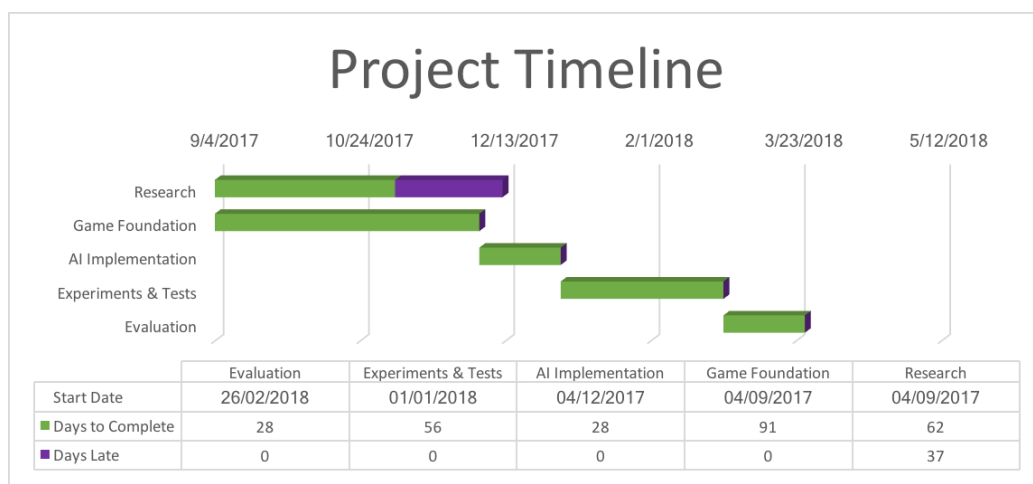 Project Timeline
9/4/2017 10/24/2017 12/13/2017 2/1/2018 3/23/2018 5/12/2018
Research
Game Foundation
AI Implementation
Experiments & Tests
Evaluation
Evaluation Experiments & Tests AI Implementation Game Foundation Research
Start Date 26/02/2018 01/01/2018 04/12/2017 04/09/2017 04/09/2017
Days to Complete 28 56 28 91 62
Days Late 0 0 0 0 37